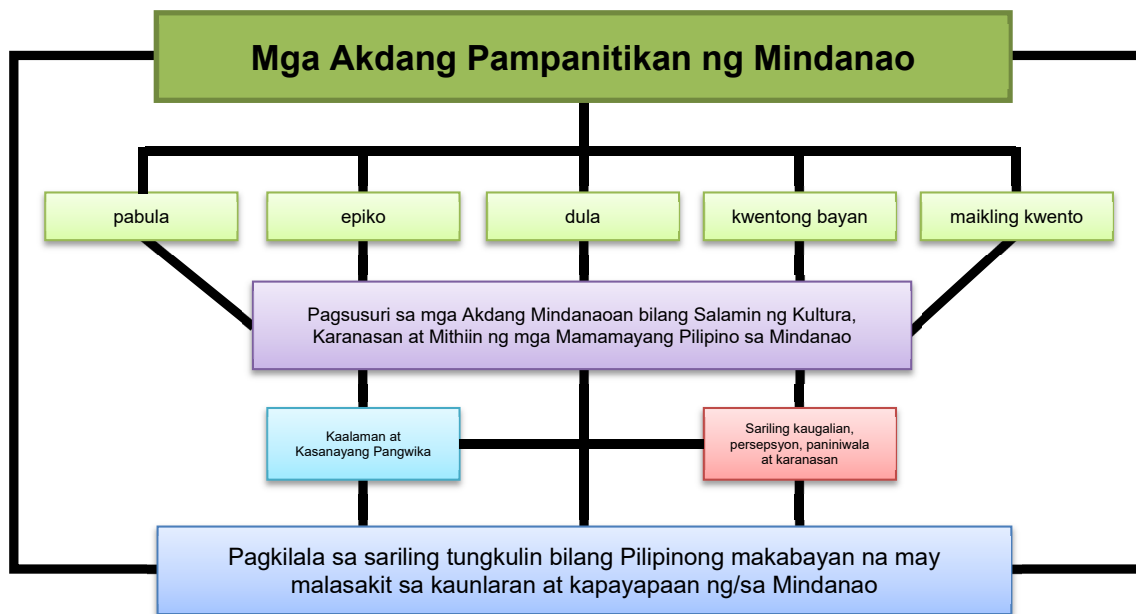 Mga Akdang Pampanitikan ng Mindanao
pabula
epiko
dula
kwentong bayan
maikling kwento
Pagsusuri sa mga Akdang Mindanaoan bilang Salamin ng Kultura,
Karanasan at Mithiin ng mga Mamamayang Pilipino sa Mindanao
Kaalaman at
Kasanayang Pangwika
Sariling kaugalian,
persepsyon, paniniwala
at karanasan
Pagkilala sa sariling tungkulin bilang Pilipinong makabayan na may
malasakit sa kaunlaran at kapayapaan ng/sa Mindanao